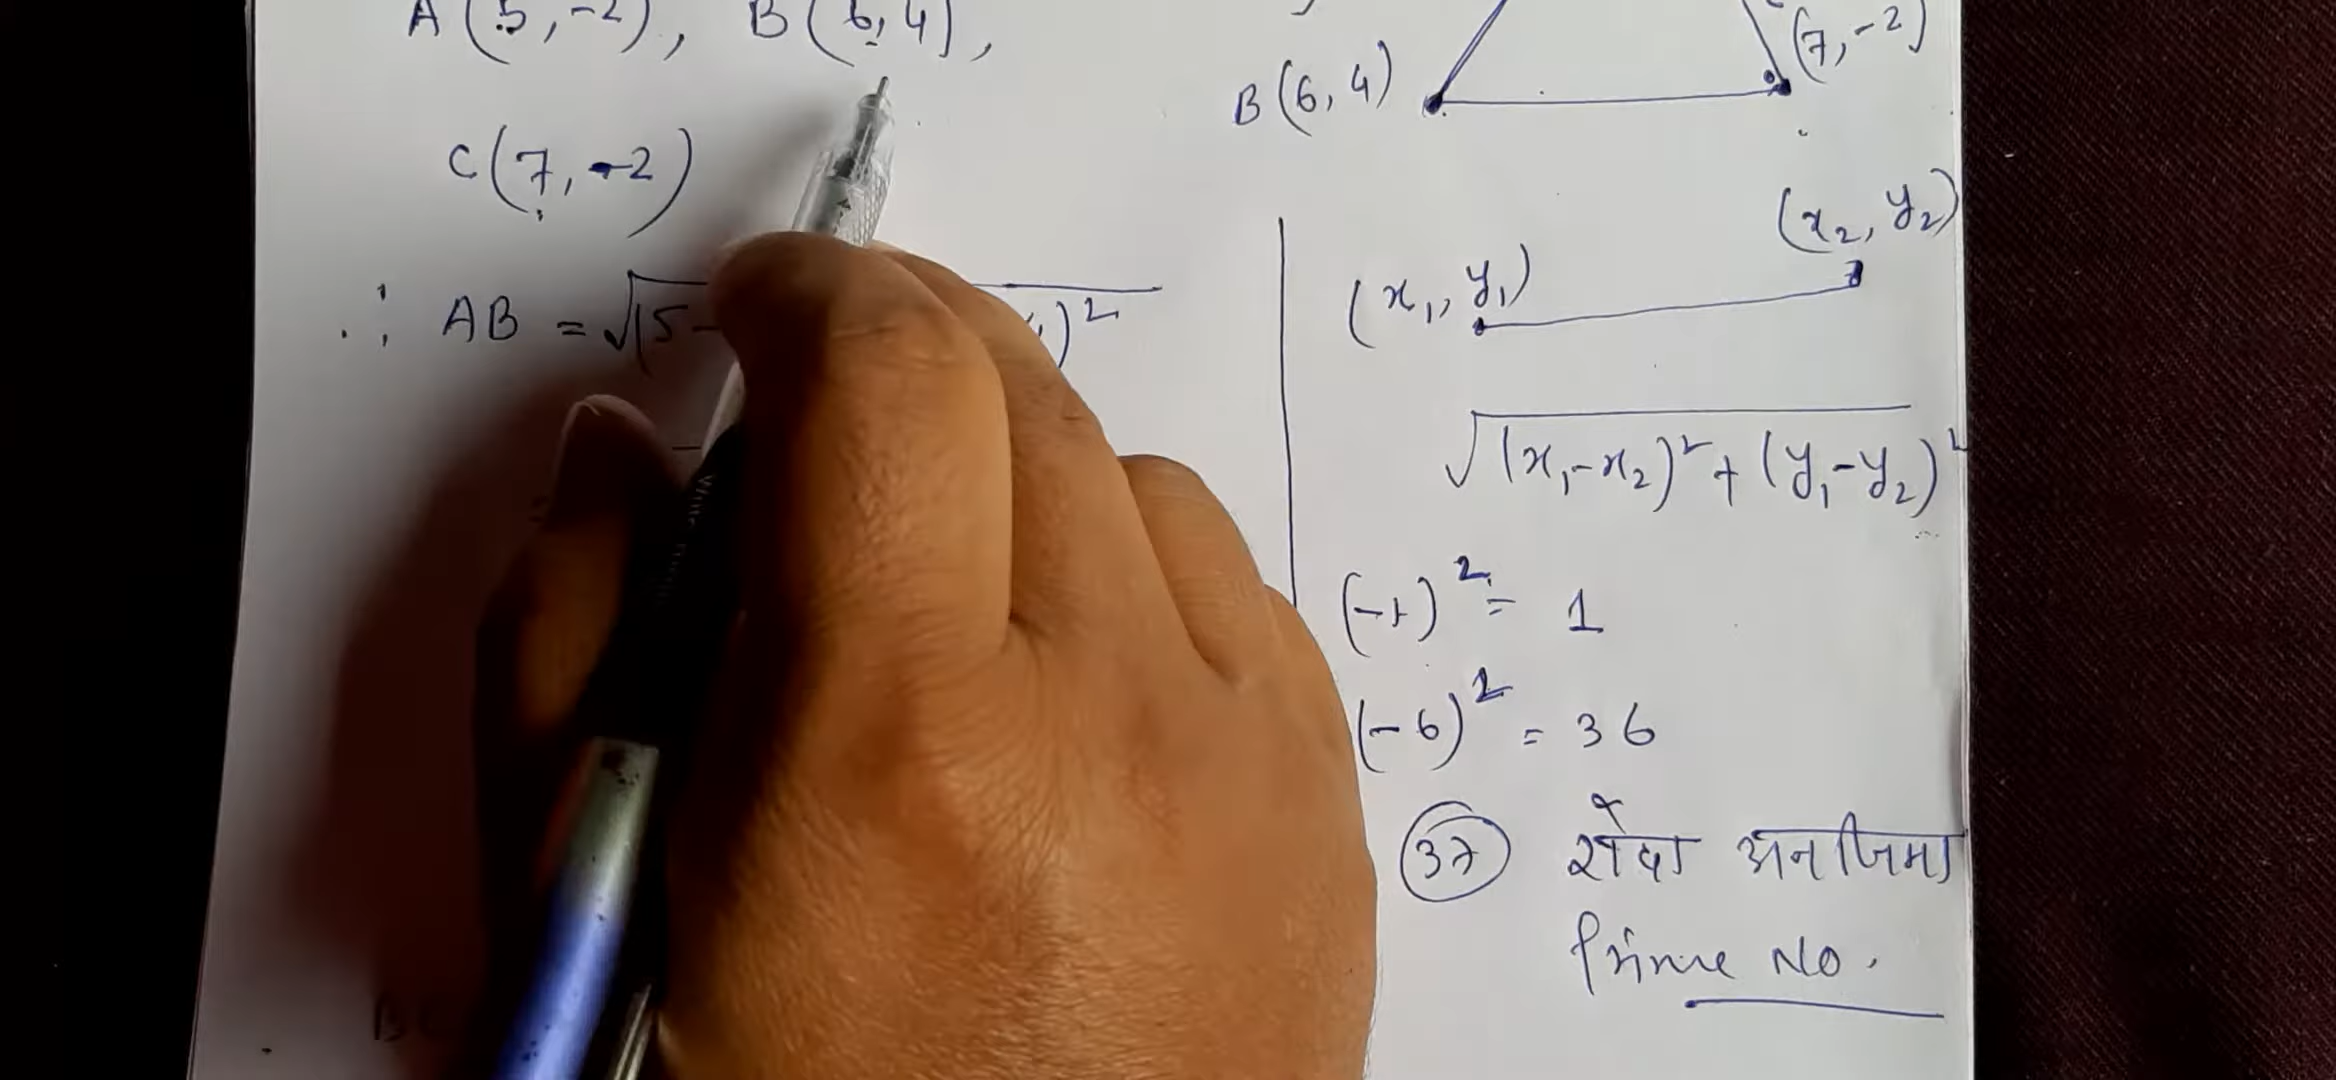 A(5,-2), B(6,4),
C(7,-2)
∴ AB = √(5-
)²
B(6,4)
(7,-2)
(x₂, y₂)
(x₁, y₁)
√(x₁-x₂)²+(y₁-y₂)²
(-1)² = 1
(-6)² = 36
37
Prime No.